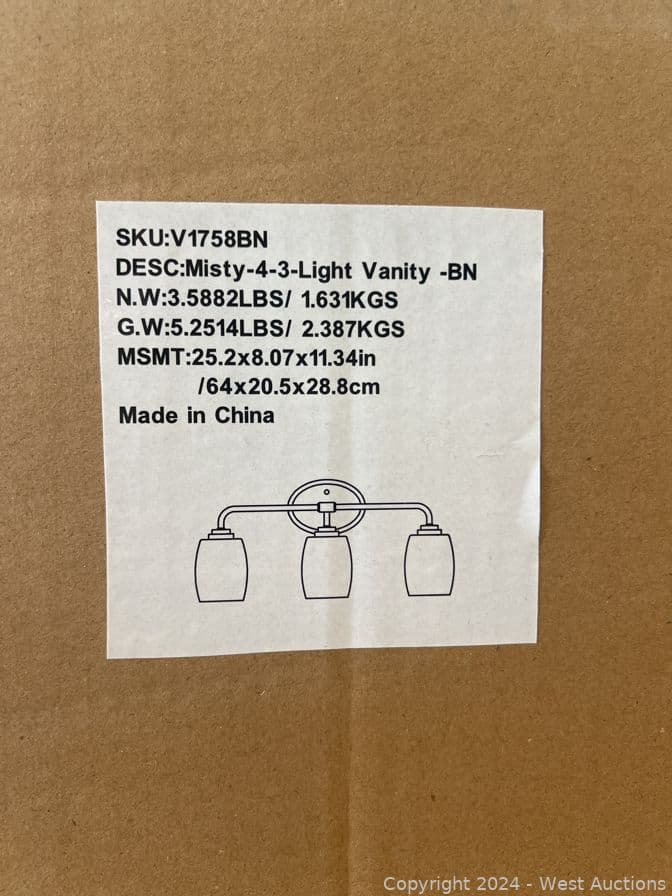 SKU:V1758BN
DESC:Misty-4-3-Light Vanity -BN
N.W:3.5882LBS/ 1.631KGS
G.W:5.2514LBS/ 2.387KGS
MSMT:25.2x8.07x11.34in
/64x20.5x28.8cm
Made in China
Copyright 2024 - West Auctions